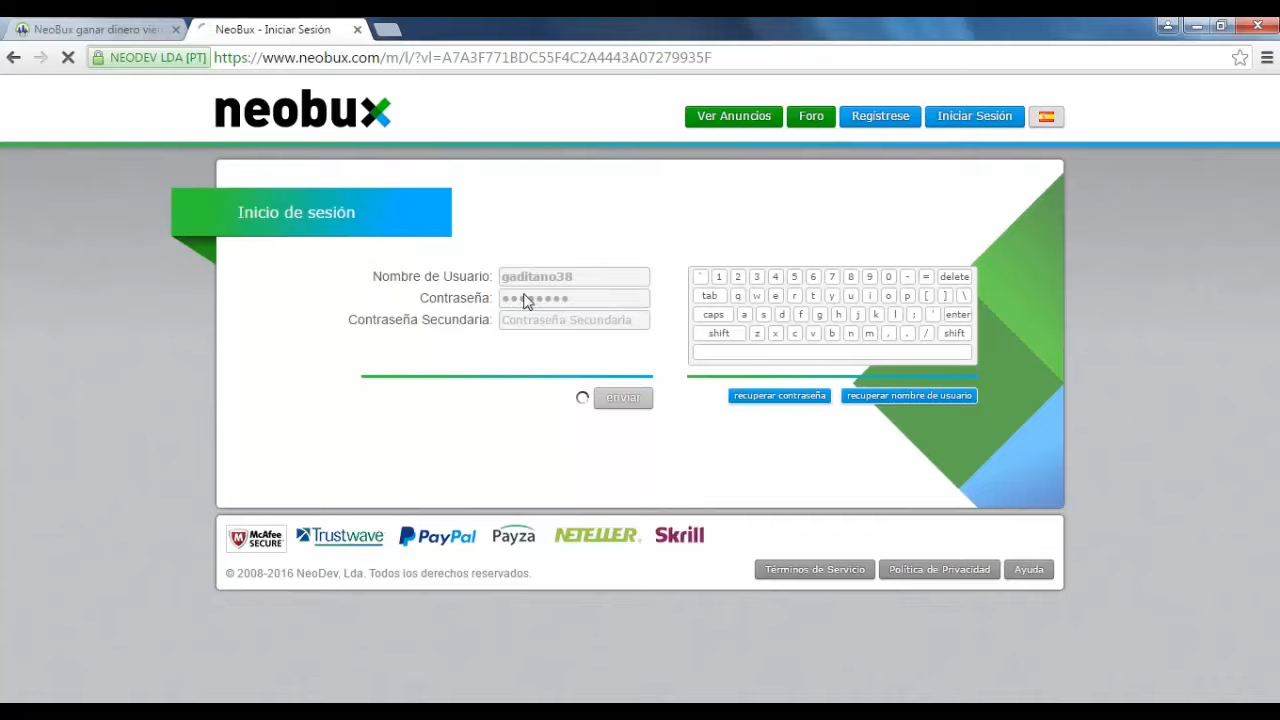 NeoBux ganar dinero vie
NeoBux - Iniciar Sesión
NEODEV LDA [PT] https://www.neobux.com/m/l/?vl=A7A3F771BDC55F4C2A4443A07279935F
neobux
Ver Anuncios Foro Regístrese Iniciar Sesión
Inicio de sesión
Nombre de Usuario: gaditano38
Contraseña: ●●●●●●●●
Contraseña Secundaria: Contraseña Secundaria
` 1 2 3 4 5 6 7 8 9 0 - = delete
tab q w e r t y u i o p [ ] \
caps a s d f g h j k l ; ' enter
shift z x c v b n m , . / shift
enviar
recuperar contraseña recuperar nombre de usuario
McAfee SECURE Trustwave PayPal Payza NETELLER Skrill
© 2008-2016 NeoDev, Lda. Todos los derechos reservados.
Términos de Servicio Política de Privacidad Ayuda